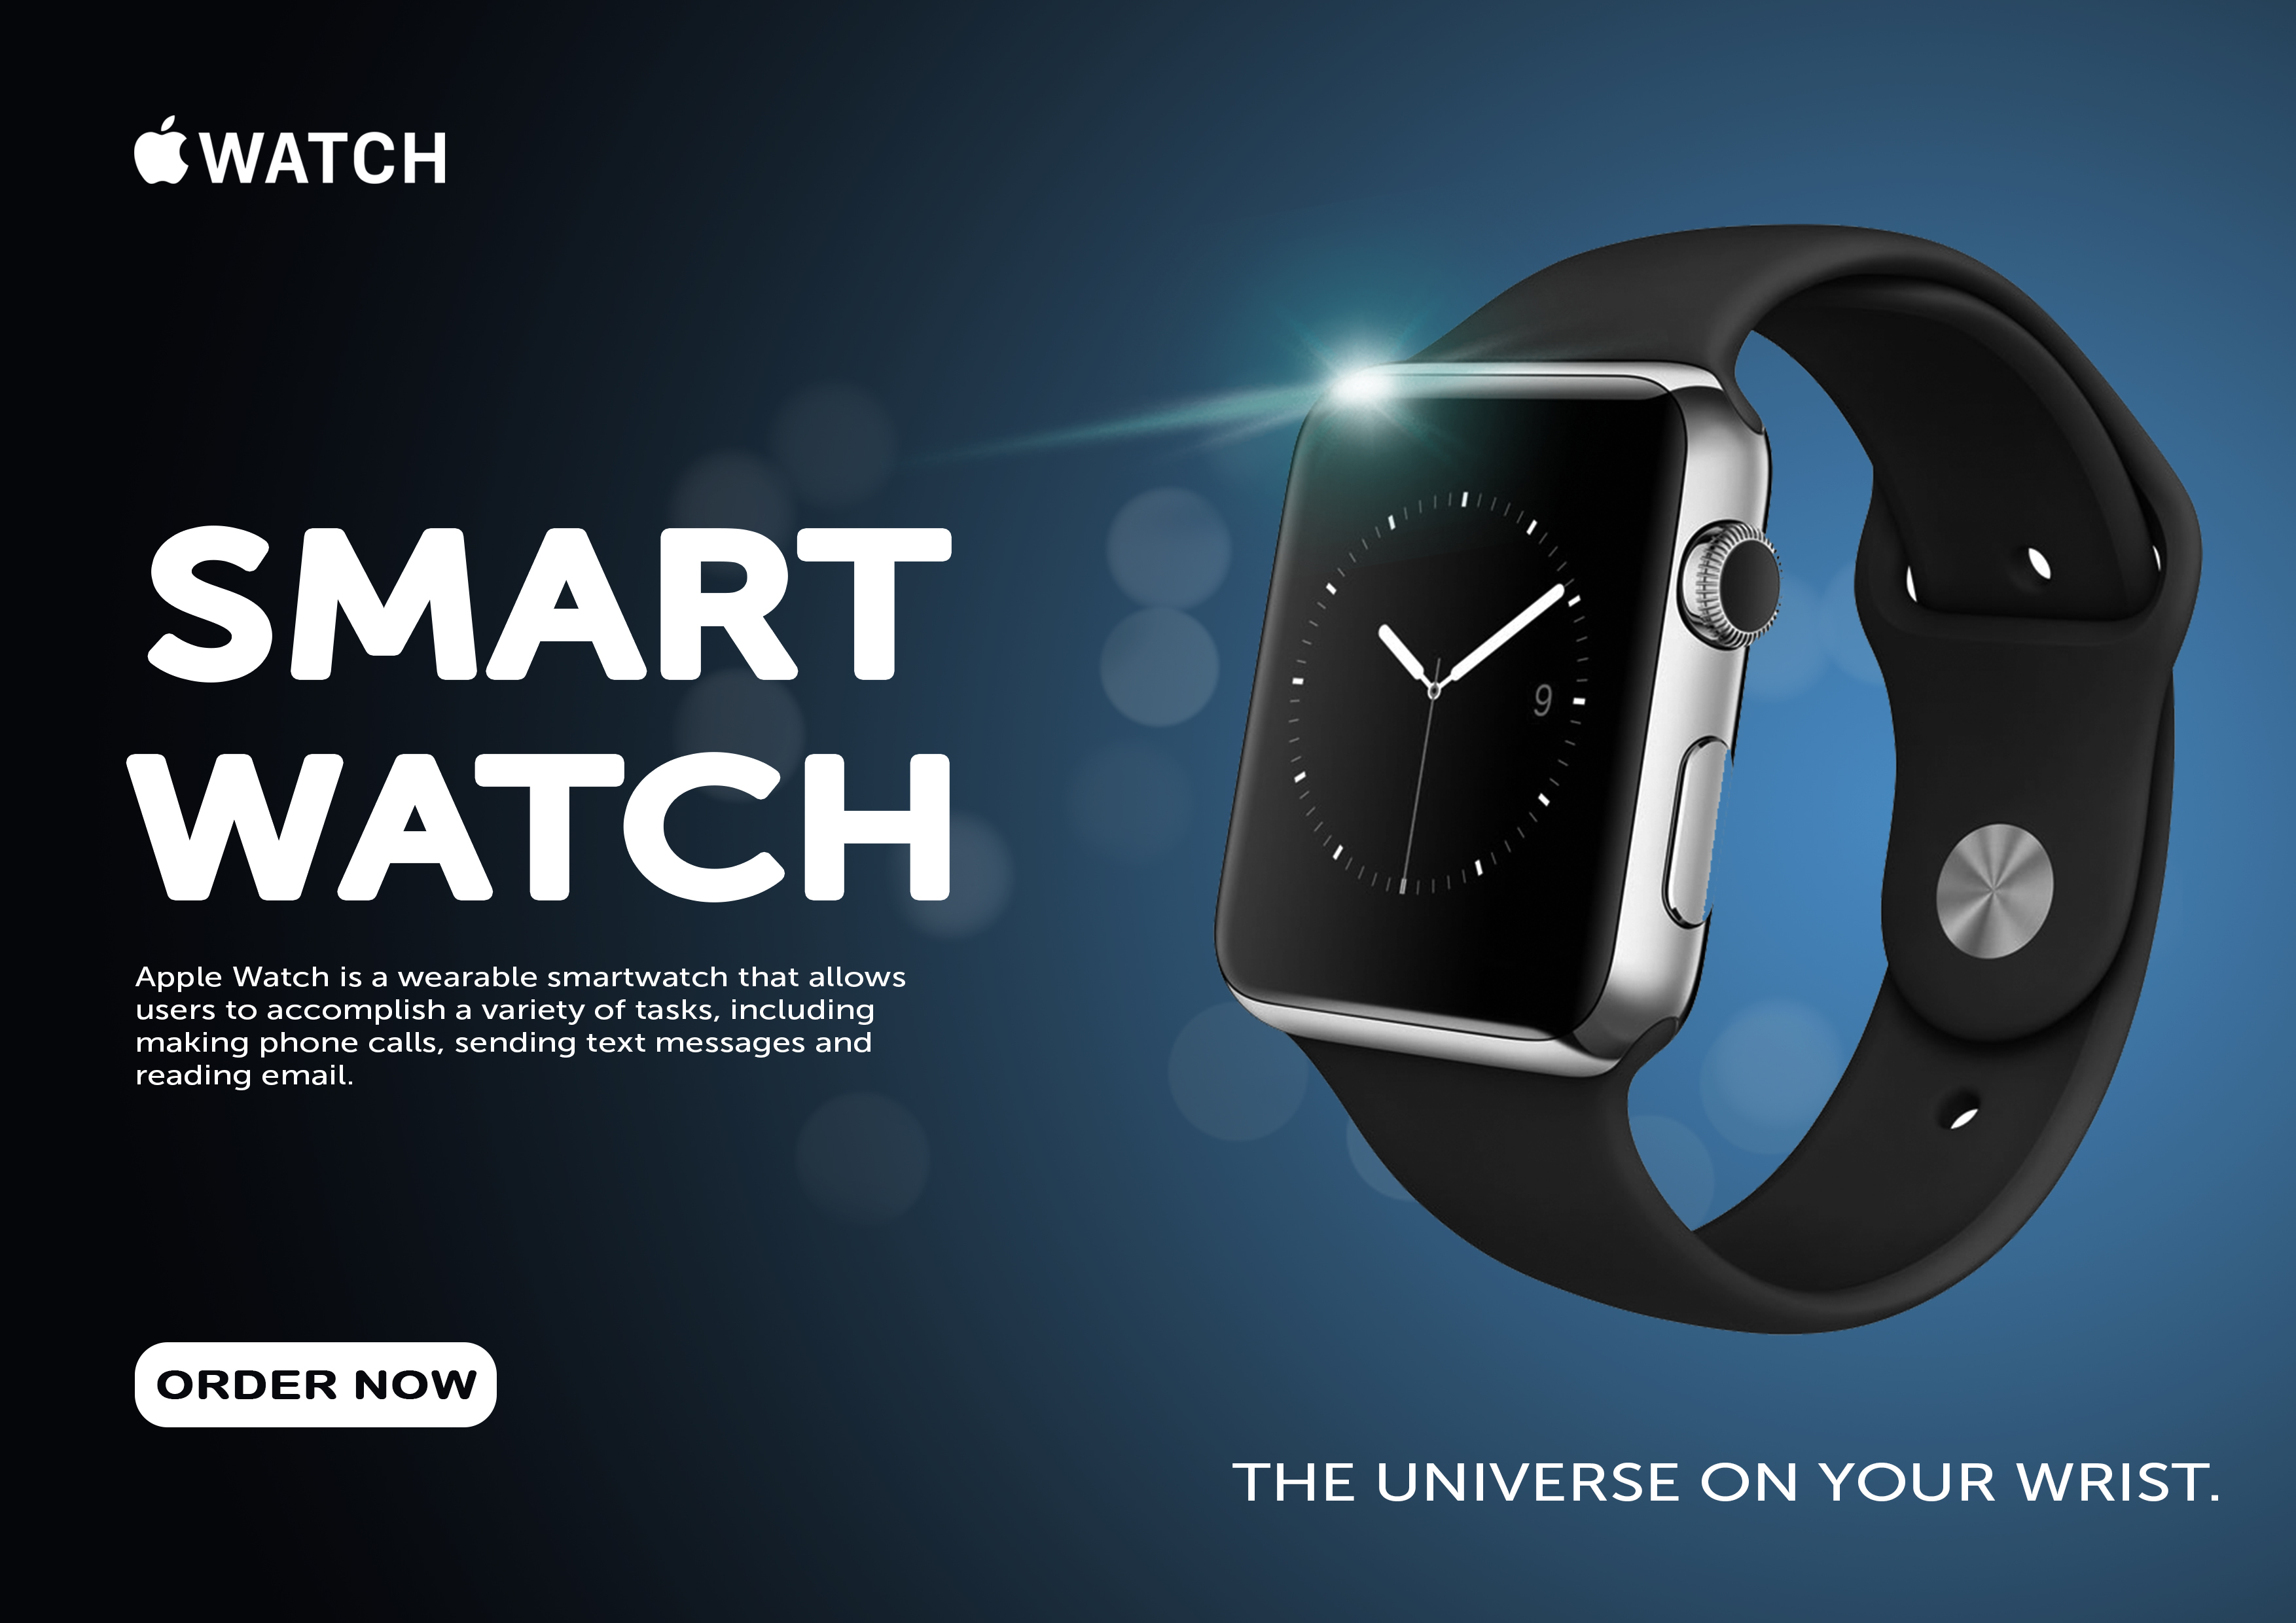 WATCH
SMART
WATCH
Apple Watch is a wearable smartwatch that allows
users to accomplish a variety of tasks, including
making phone calls, sending text messages and
reading email.
9
ORDER NOW
THE UNIVERSE ON YOUR WRIST.